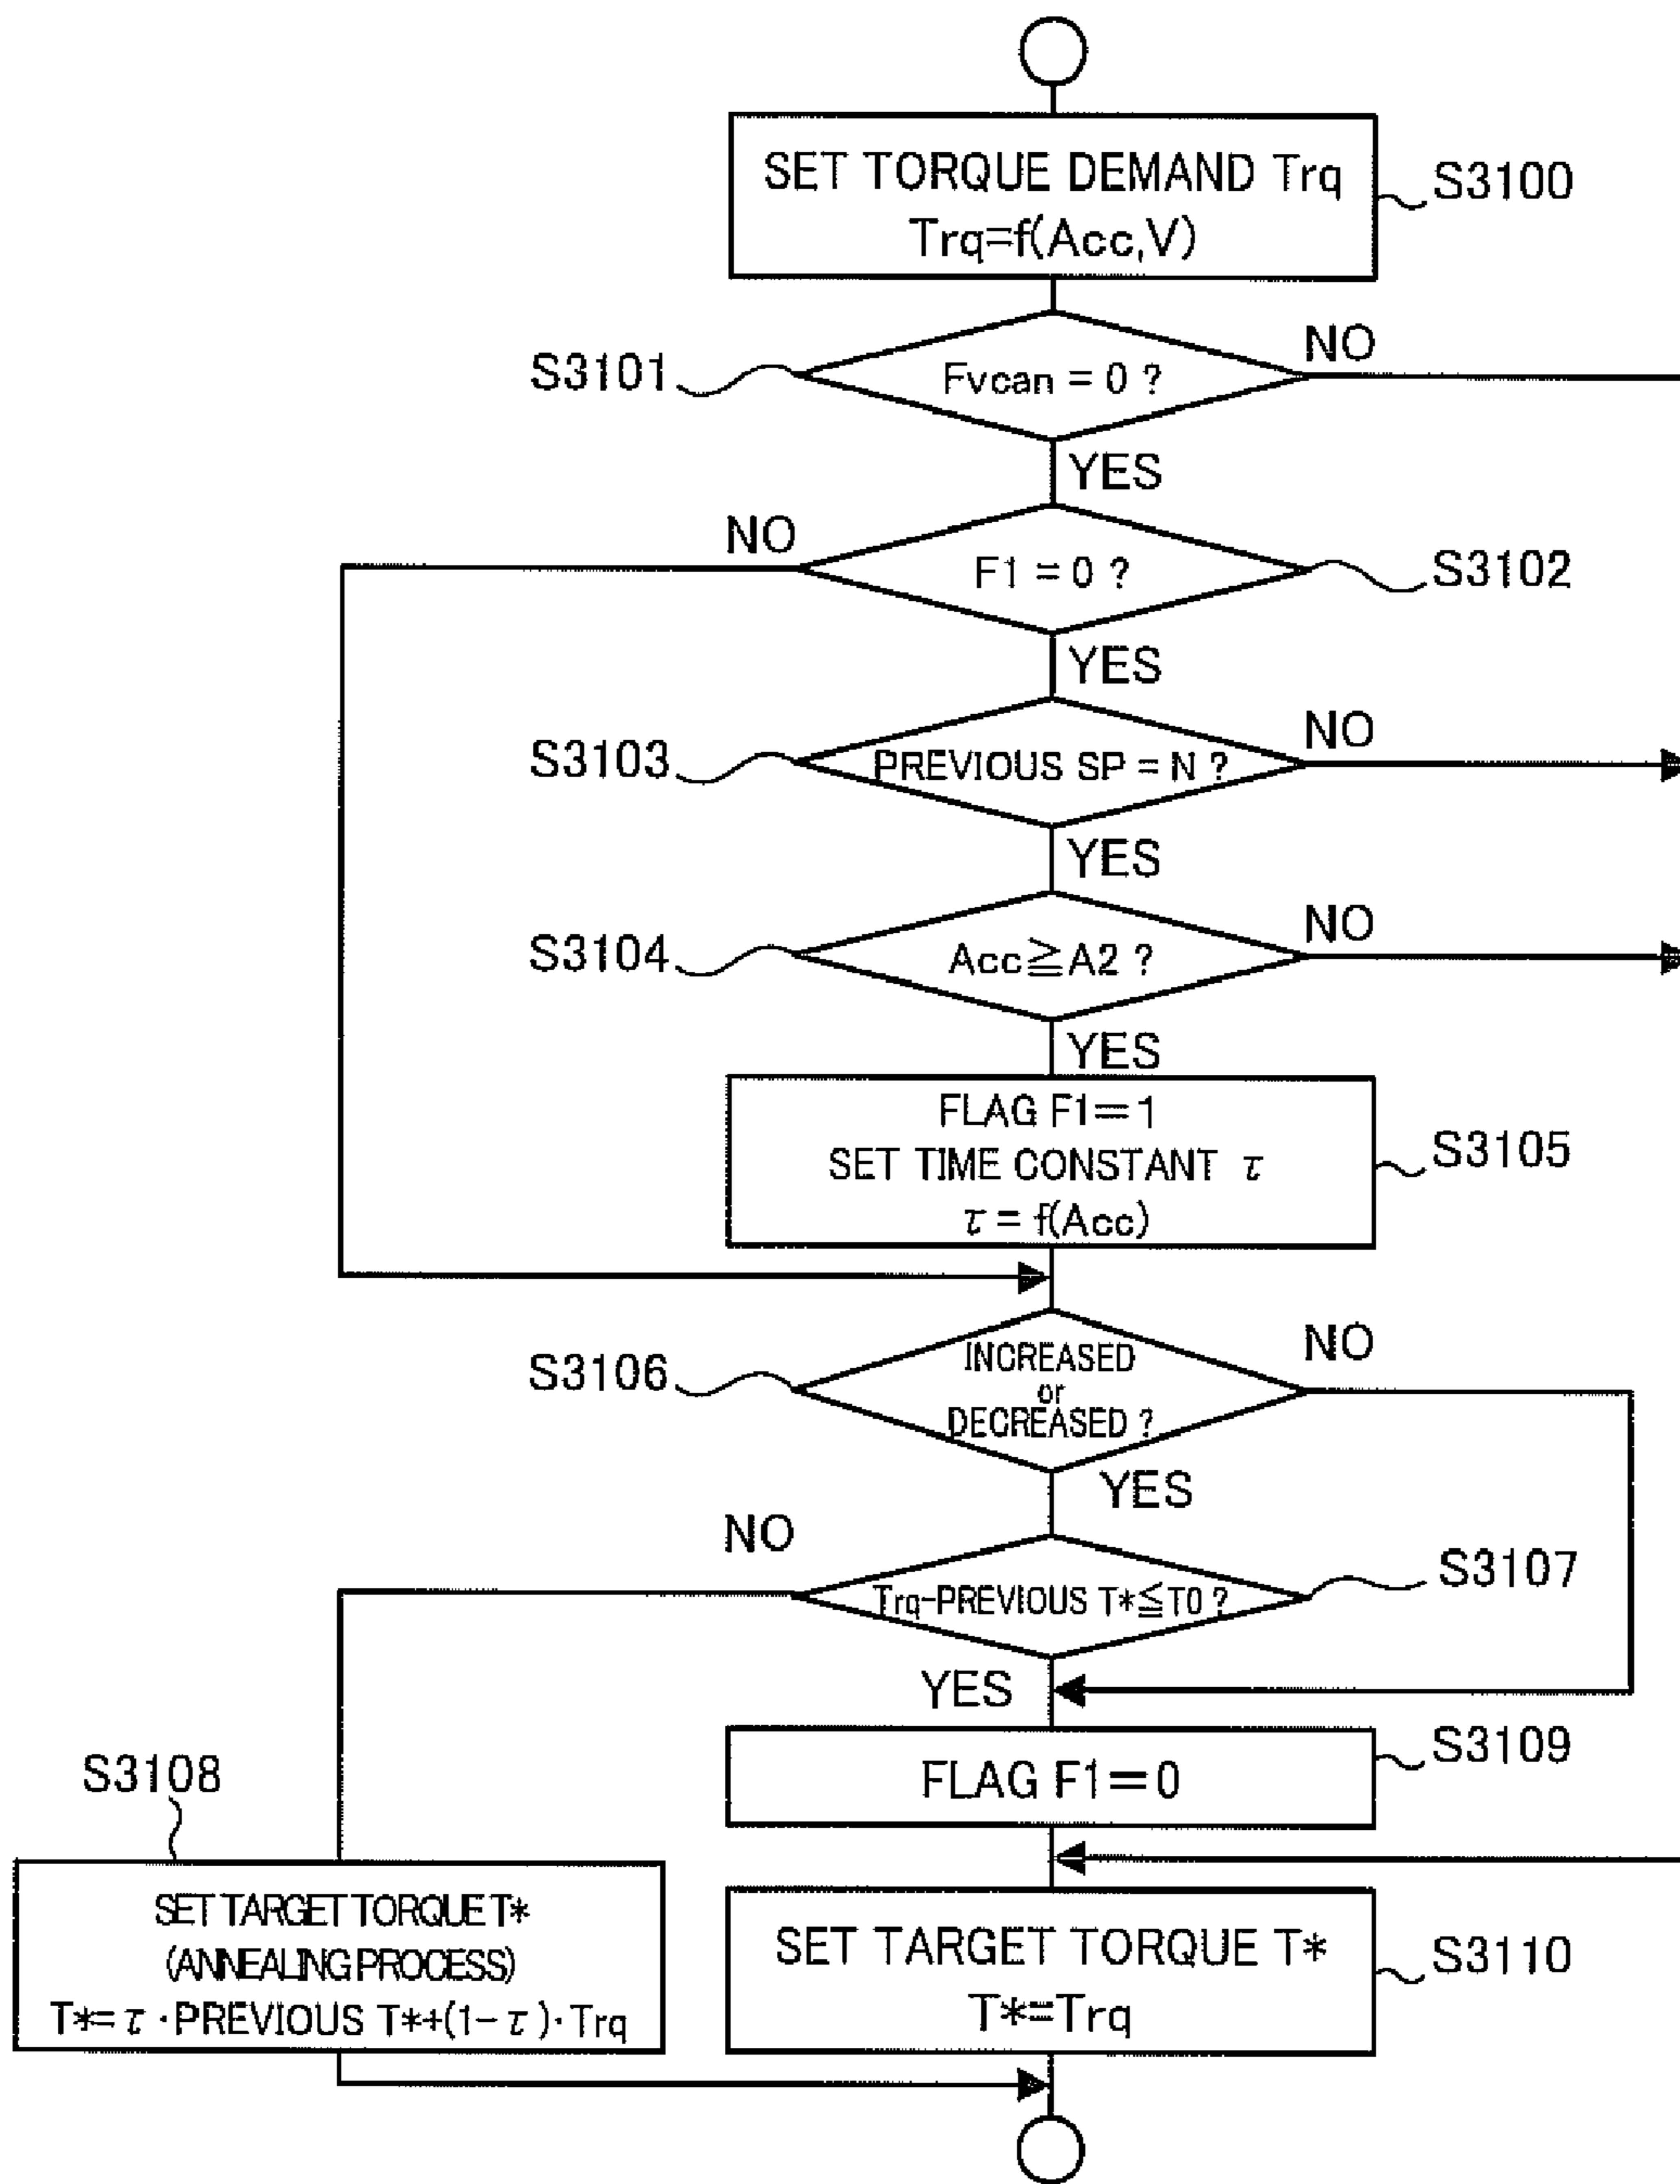 SET TORQUE DEMAND Trq
Trq=f(Acc,V)
S3100
S3101
Fvcan = 0 ?
NO
YES
NO
F1 = 0 ?
S3102
YES
S3103
PREVIOUS SP = N ?
NO
YES
S3104
Acc≧A2 ?
NO
YES
FLAG F1=1
SET TIME CONSTANT τ
τ = f(Acc)
S3105
S3106
INCREASED
or
DECREASED ?
NO
YES
NO
Trq-PREVIOUS T*≦T0 ?
S3107
YES
FLAG F1=0
S3109
S3108
SET TARGET TORQUE T*
(ANNEALING PROCESS)
T*= τ · PREVIOUS T*+(1- τ )· Trq
SET TARGET TORQUE T*
T*=Trq
S3110